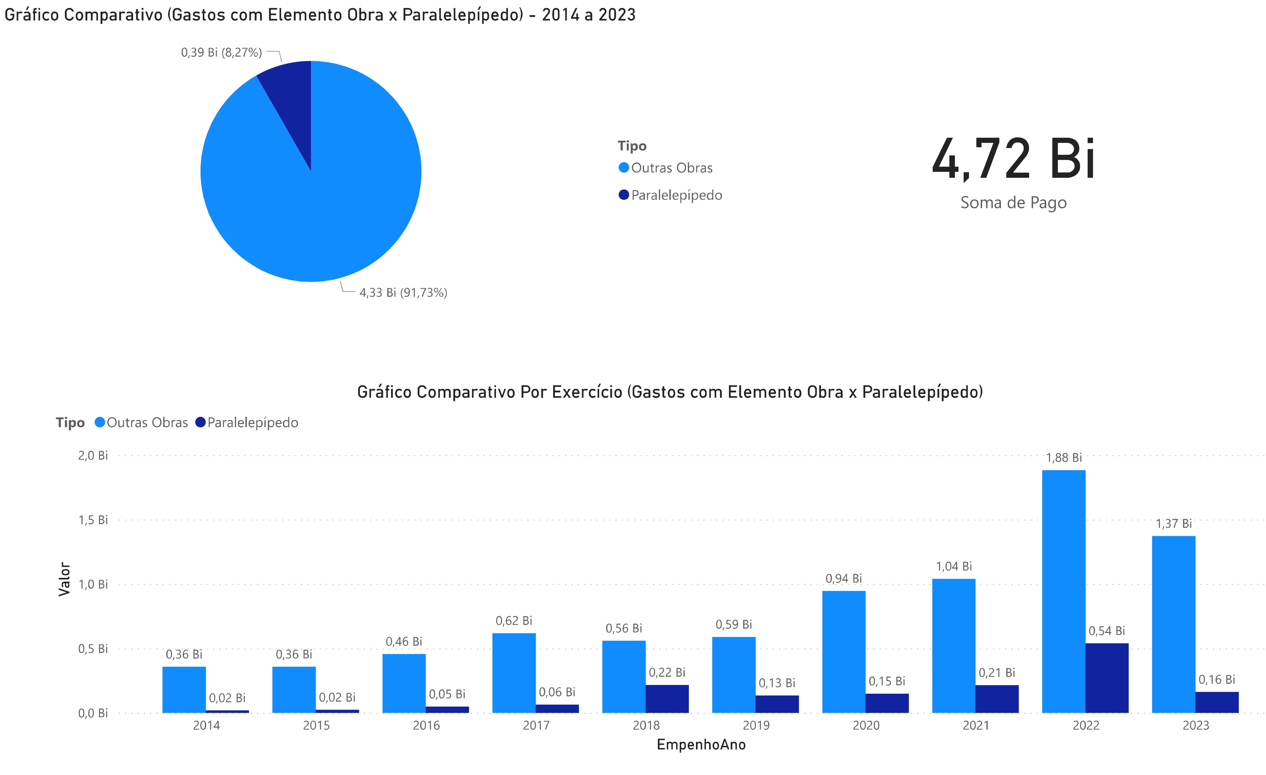 Gráfico Comparativo (Gastos com Elemento Obra x Paralelepípedo) - 2014 a 2023
0,39 Bi (8,27%)
4,33 Bi (91,73%)
Tipo
Outras Obras
Paralelepípedo
4,72 Bi
Soma de Pago
Gráfico Comparativo Por Exercício (Gastos com Elemento Obra x Paralelepípedo)
Tipo Outras Obras Paralelepípedo
2,0 Bi
1,5 Bi
1,0 Bi
0,5 Bi
0,0 Bi
Valor
0,36 Bi
0,02 Bi
0,36 Bi
0,02 Bi
0,46 Bi
0,05 Bi
0,62 Bi
0,06 Bi
0,56 Bi
0,22 Bi
0,59 Bi
0,13 Bi
0,94 Bi
0,15 Bi
1,04 Bi
0,21 Bi
1,88 Bi
0,54 Bi
1,37 Bi
0,16 Bi
2014 2015 2016 2017 2018 2019 2020 2021 2022 2023
EmpenhoAno